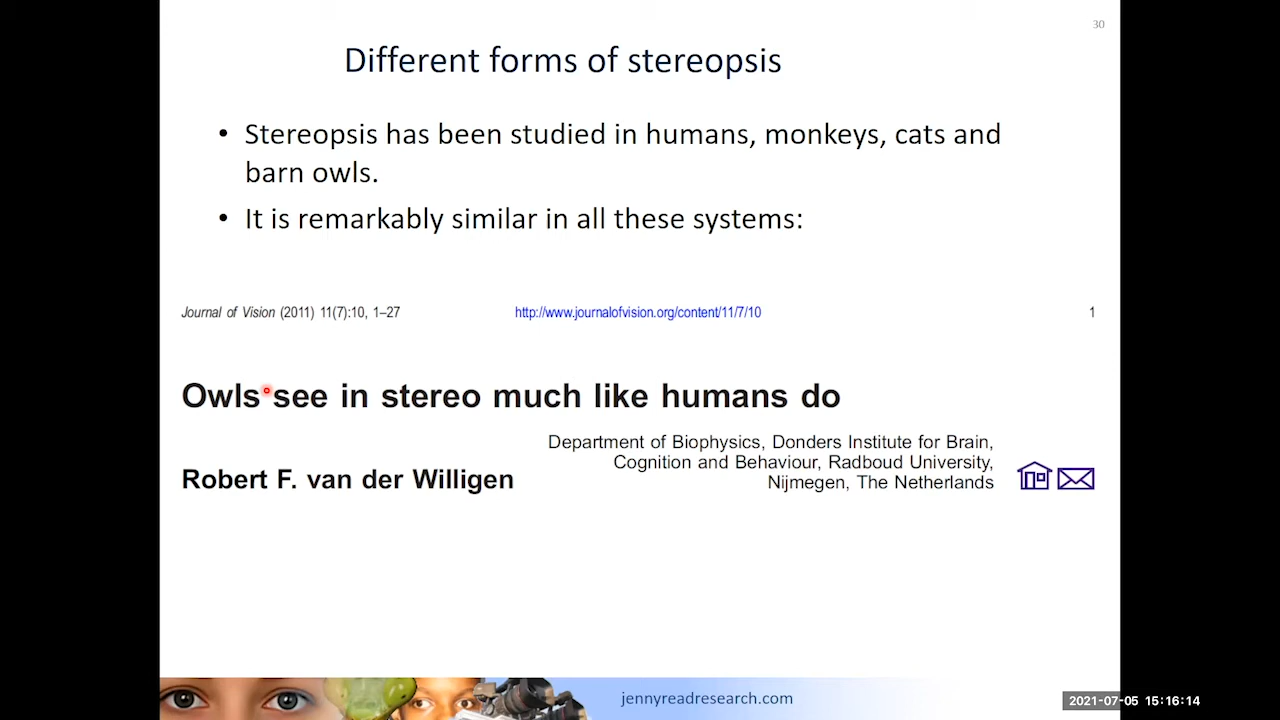 30
Different forms of stereopsis
• Stereopsis has been studied in humans, monkeys, cats and
barn owls.
• It is remarkably similar in all these systems:
Journal of Vision (2011) 11(7):10, 1–27 http://www.journalofvision.org/content/11/7/10 1
Owls see in stereo much like humans do
Department of Biophysics, Donders Institute for Brain,
Cognition and Behaviour, Radboud University,
Nijmegen, The Netherlands
Robert F. van der Willigen
jennyreadresearch.com
2021-07-05 15:16:14